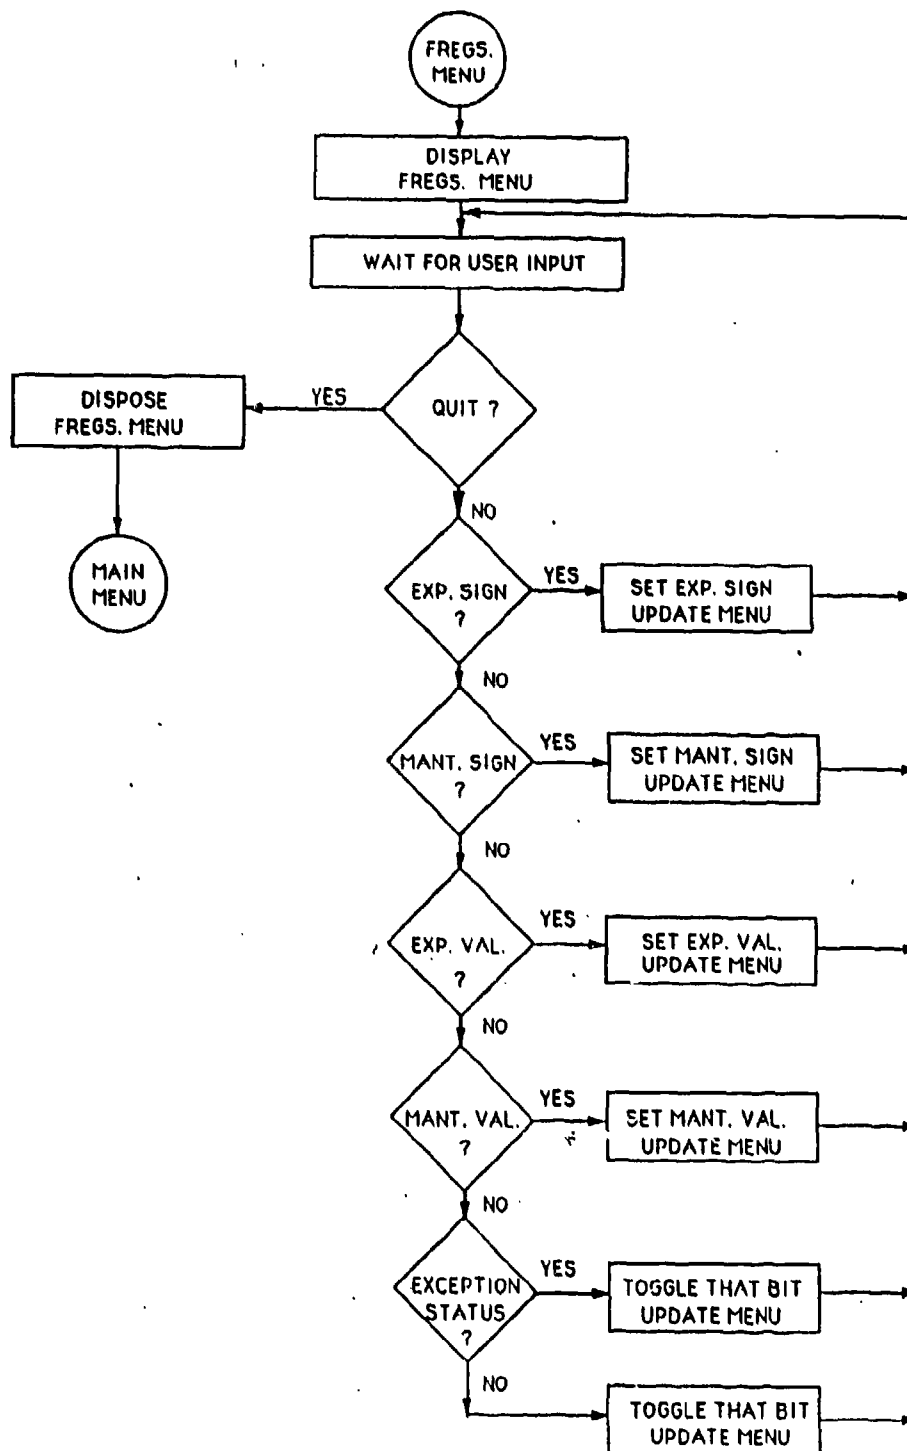 FREGS.
MENU
DISPLAY
FREGS. MENU
WAIT FOR USER INPUT
QUIT ?
YES
DISPOSE
FREGS. MENU
MAIN
MENU
NO
EXP. SIGN
?
YES
SET EXP. SIGN
UPDATE MENU
NO
MANT. SIGN
?
YES
SET MANT. SIGN
UPDATE MENU
NO
EXP. VAL.
?
YES
SET EXP. VAL.
UPDATE MENU
NO
MANT. VAL.
?
YES
SET MANT. VAL.
UPDATE MENU
NO
EXCEPTION
STATUS
?
YES
TOGGLE THAT BIT
UPDATE MENU
NO
TOGGLE THAT BIT
UPDATE MENU